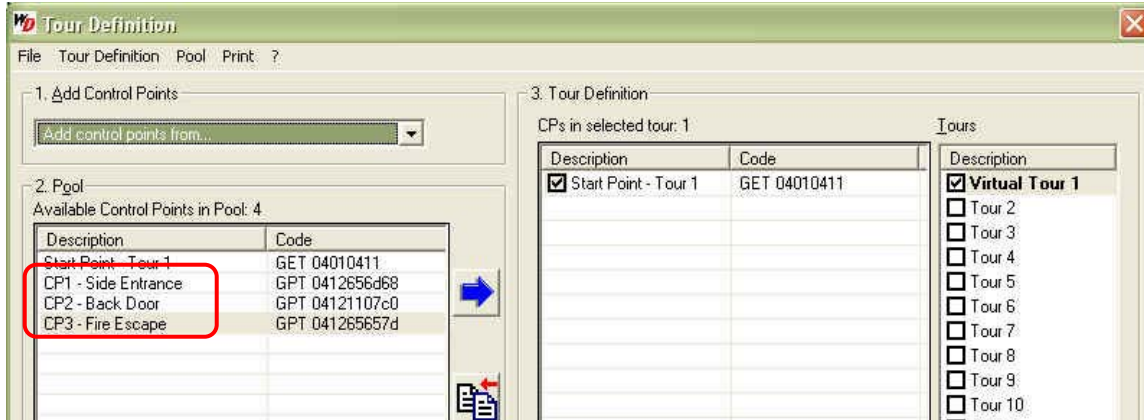 WD Tour Definition
File Tour Definition Pool Print ?
1. Add Control Points
Add control points from...
2. Pool
Available Control Points in Pool: 4
Description Code
Start Point - Tour 1 GET 04010411
CP1 - Side Entrance GPT 0412656d68
CP2 - Back Door GPT 04121107c0
CP3 - Fire Escape GPT 041265657d
3. Tour Definition
CPs in selected tour: 1
Description Code
Start Point - Tour 1 GET 04010411
Tours
Description
Virtual Tour 1
Tour 2
Tour 3
Tour 4
Tour 5
Tour 6
Tour 7
Tour 8
Tour 9
Tour 10